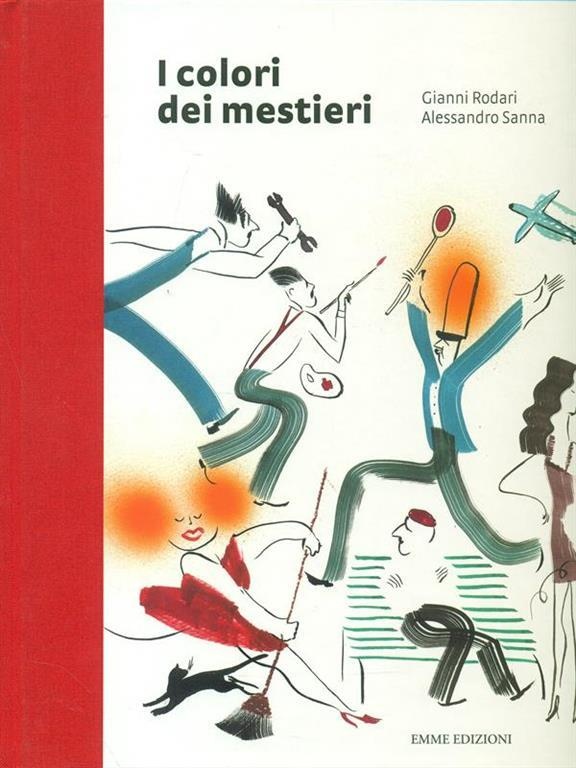 I colori
dei mestieri
Gianni Rodari
Alessandro Sanna
EMME EDIZIONI